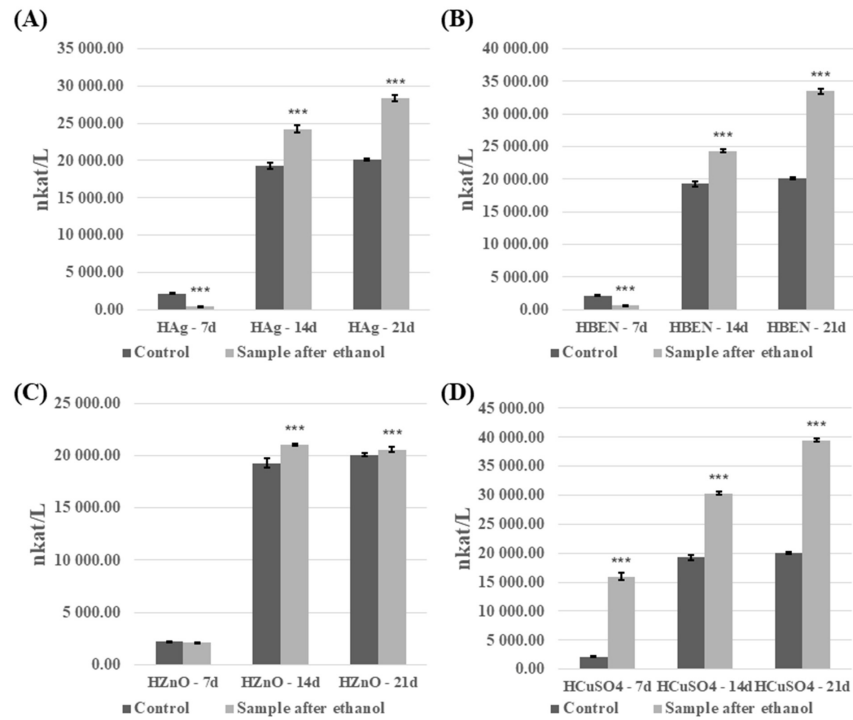 (A)
35 000.00
30 000.00
25 000.00
20 000.00
15 000.00
10 000.00
5 000.00
0.00
nkat/L
***
***
***
HAg - 7d HAg - 14d HAg - 21d
Control Sample after ethanol
(B)
40 000.00
35 000.00
30 000.00
25 000.00
20 000.00
15 000.00
10 000.00
5 000.00
0.00
nkat/L
***
***
***
HBEN - 7d HBEN - 14d HBEN - 21d
Control Sample after ethanol
(C)
25 000.00
20 000.00
15 000.00
10 000.00
5 000.00
0.00
nkat/L
***
***
HZnO - 7d HZnO - 14d HZnO - 21d
Control Sample after ethanol
(D)
45 000.00
40 000.00
35 000.00
30 000.00
25 000.00
20 000.00
15 000.00
10 000.00
5 000.00
0.00
nkat/L
***
***
***
HCuSO4 - 7d HCuSO4 - 14d HCuSO4 - 21d
Control Sample after ethanol